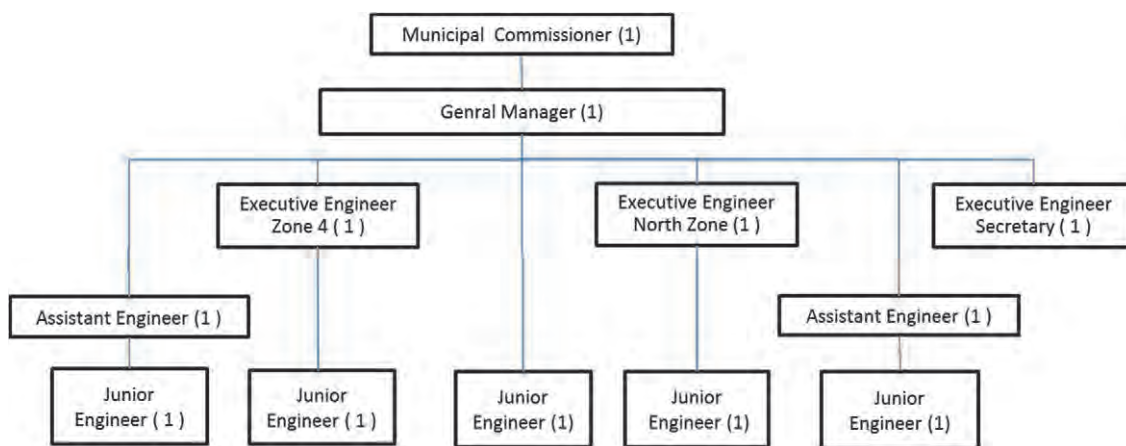 Municipal Commissioner (1)
Genral Manager (1)
Executive Engineer
Zone 4 ( 1 )
Executive Engineer
North Zone (1 )
Executive Engineer
Secretary ( 1 )
Assistant Engineer (1 )
Assistant Engineer (1 )
Junior
Engineer ( 1 )
Junior
Engineer ( 1 )
Junior
Engineer (1)
Junior
Engineer (1)
Junior
Engineer (1)